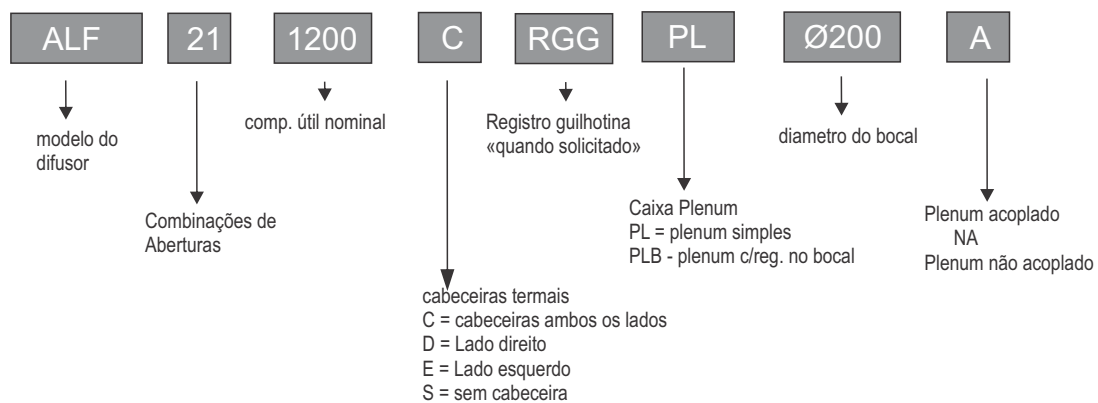 ALF 21 1200 C RGG PL Ø200 A
modelo do
difusor
Combinações de
Aberturas
comp. útil nominal
cabeceiras termais
C = cabeceiras ambos os lados
D = Lado direito
E = Lado esquerdo
S = sem cabeceira
Registro guilhotina
«quando solicitado»
Caixa Plenum
PL = plenum simples
PLB - plenum c/reg. no bocal
diametro do bocal
Plenum acoplado
NA
Plenum não acoplado